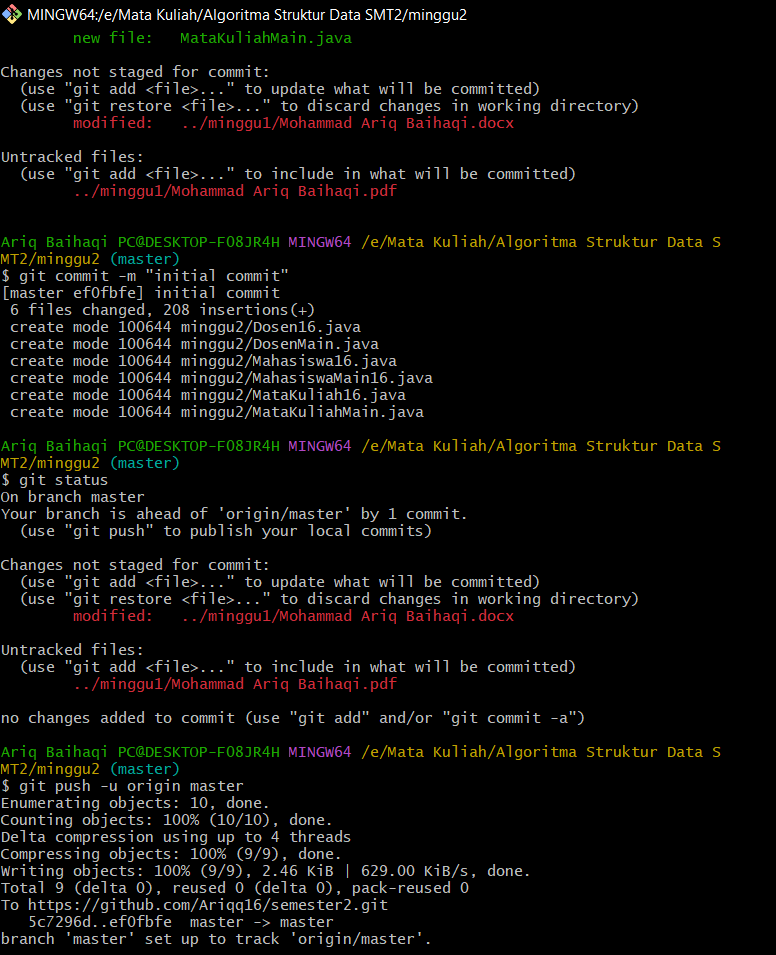 MINGW64:/e/Mata Kuliah/Algoritma Struktur Data SMT2/minggu2
        new file:   MataKuliahMain.java

Changes not staged for commit:
  (use "git add <file>..." to update what will be committed)
  (use "git restore <file>..." to discard changes in working directory)
        modified:   ../minggu1/Mohammad Ariq Baihaqi.docx

Untracked files:
  (use "git add <file>..." to include in what will be committed)
        ../minggu1/Mohammad Ariq Baihaqi.pdf

Ariq Baihaqi PC@DESKTOP-F08JR4H MINGW64 /e/Mata Kuliah/Algoritma Struktur Data S
MT2/minggu2 (master)
$ git commit -m "initial commit"
[master ef0fbfe] initial commit
 6 files changed, 208 insertions(+)
 create mode 100644 minggu2/Dosen16.java
 create mode 100644 minggu2/DosenMain.java
 create mode 100644 minggu2/Mahasiswa16.java
 create mode 100644 minggu2/MahasiswaMain16.java
 create mode 100644 minggu2/MataKuliah16.java
 create mode 100644 minggu2/MataKuliahMain.java

Ariq Baihaqi PC@DESKTOP-F08JR4H MINGW64 /e/Mata Kuliah/Algoritma Struktur Data S
MT2/minggu2 (master)
$ git status
On branch master
Your branch is ahead of 'origin/master' by 1 commit.
  (use "git push" to publish your local commits)

Changes not staged for commit:
  (use "git add <file>..." to update what will be committed)
  (use "git restore <file>..." to discard changes in working directory)
        modified:   ../minggu1/Mohammad Ariq Baihaqi.docx

Untracked files:
  (use "git add <file>..." to include in what will be committed)
        ../minggu1/Mohammad Ariq Baihaqi.pdf

no changes added to commit (use "git add" and/or "git commit -a")

Ariq Baihaqi PC@DESKTOP-F08JR4H MINGW64 /e/Mata Kuliah/Algoritma Struktur Data S
MT2/minggu2 (master)
$ git push -u origin master
Enumerating objects: 10, done.
Counting objects: 100% (10/10), done.
Delta compression using up to 4 threads
Compressing objects: 100% (9/9), done.
Writing objects: 100% (9/9), 2.46 KiB | 629.00 KiB/s, done.
Total 9 (delta 0), reused 0 (delta 0), pack-reused 0
To https://github.com/Ariqq16/semester2.git
   5c7296d..ef0fbfe  master -> master
branch 'master' set up to track 'origin/master'.